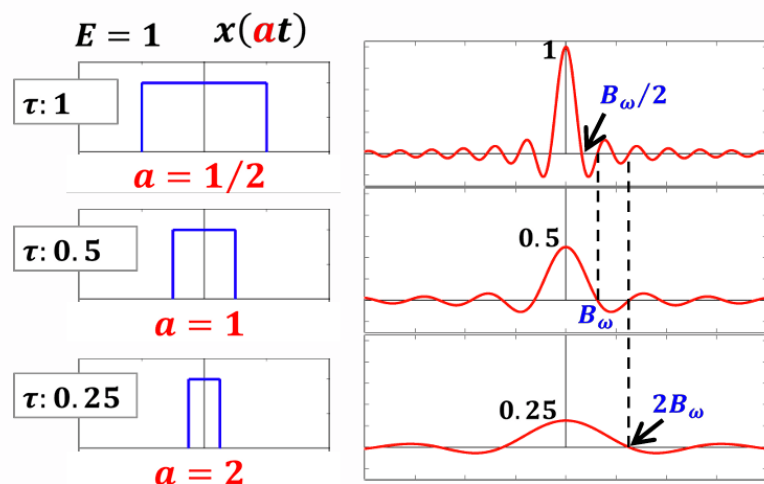 E = 1 x(at)
τ: 1
a = 1/2
1
B_ω/2
τ: 0.5
a = 1
0.5
B_ω
τ: 0.25
a = 2
0.25
2B_ω